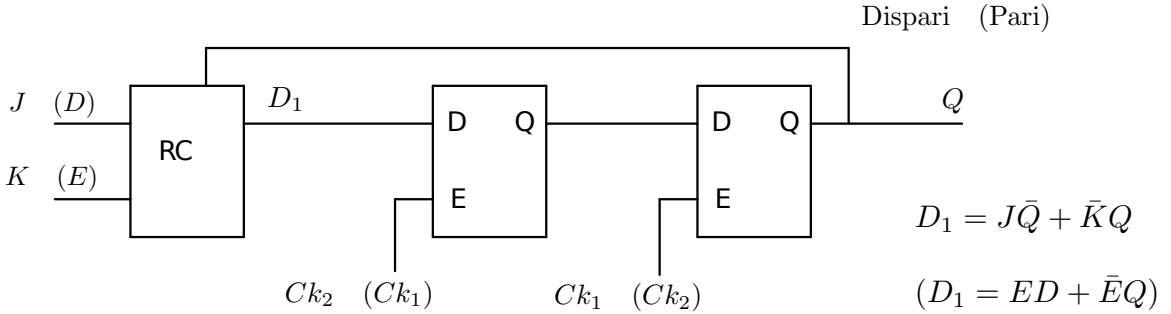 Dispari (Pari)
J (D)
D₁
Q
D Q
D Q
RC
K (E)
E
E
D₁ = JQ̄ + K̄Q
Ck₂ (Ck₁)
Ck₁ (Ck₂)
(D₁ = ED + ĒQ)